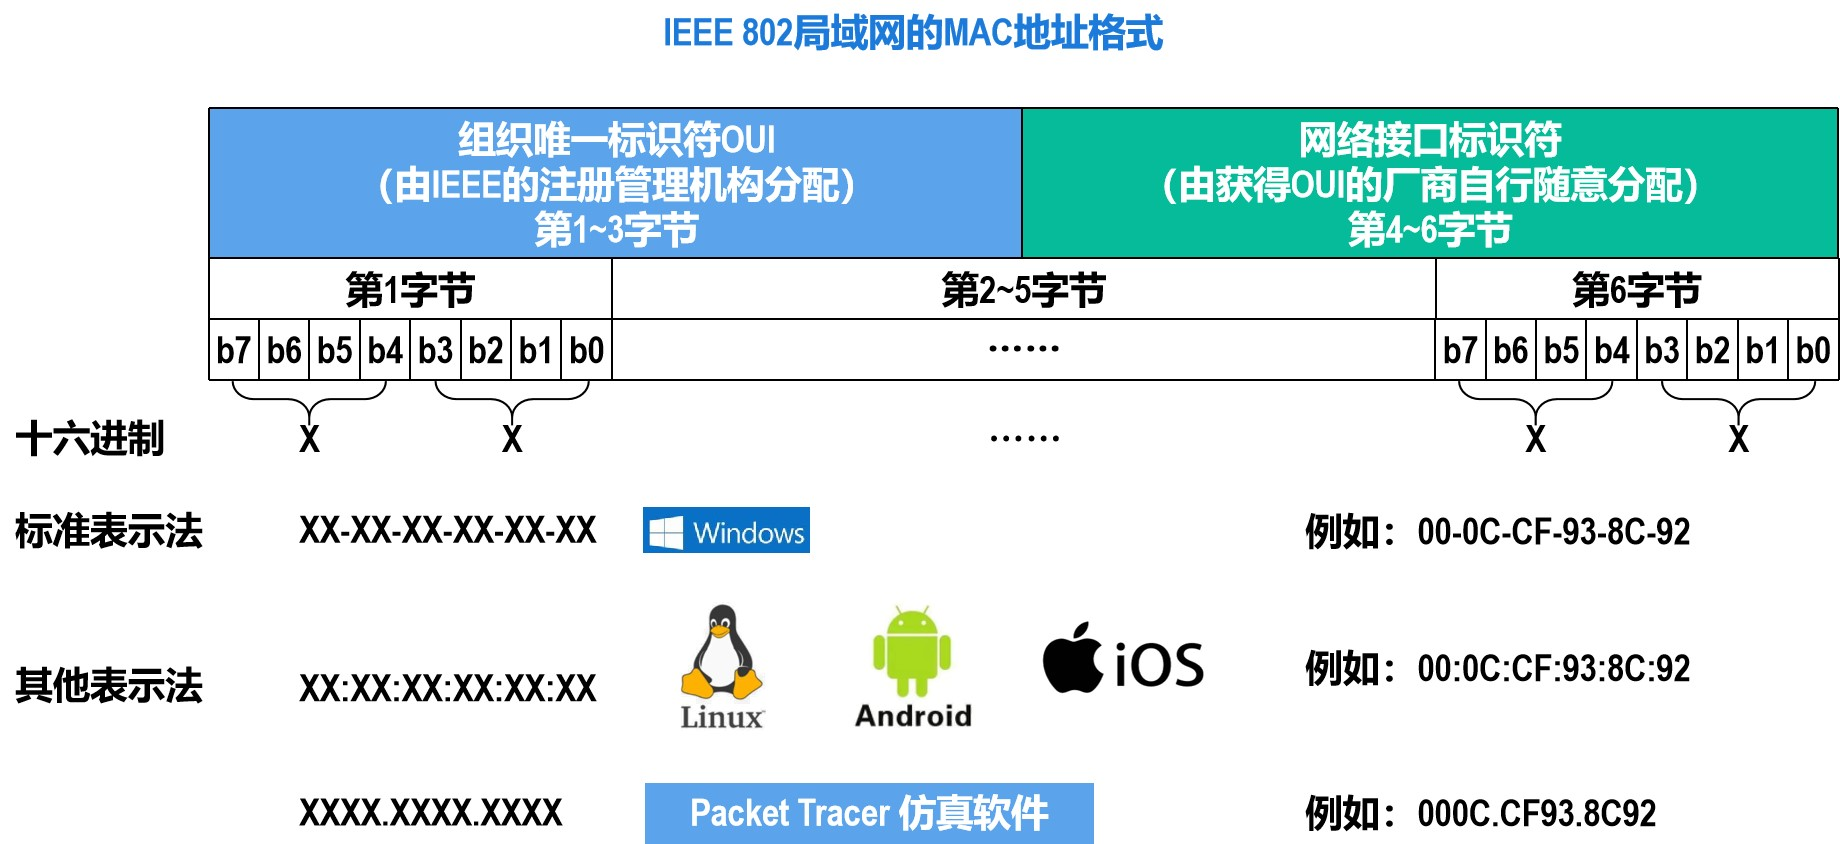 IEEE 802局域网的MAC地址格式
组织唯一标识符OUI
（由IEEE的注册管理机构分配）
第1~3字节
网络接口标识符
（由获得OUI的厂商自行随意分配）
第4~6字节
第1字节 第2~5字节 第6字节
b7 b6 b5 b4 b3 b2 b1 b0 …… b7 b6 b5 b4 b3 b2 b1 b0
十六进制 X X …… X X
标准表示法 XX-XX-XX-XX-XX-XX Windows 例如：00-0C-CF-93-8C-92
其他表示法 XX:XX:XX:XX:XX:XX Linux Android iOS 例如：00:0C:CF:93:8C:92
XXXX.XXXX.XXXX Packet Tracer 仿真软件 例如：000C.CF93.8C92